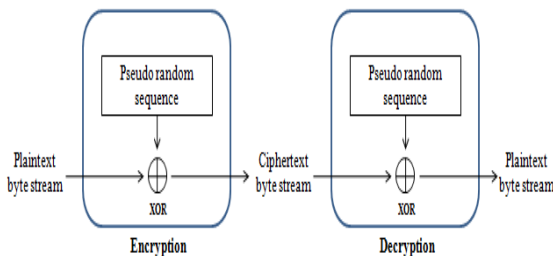 Pseudo random
sequence
Plaintext
byte stream
XOR
Encryption
Ciphertext
byte stream
Pseudo random
sequence
XOR
Decryption
Plaintext
byte stream